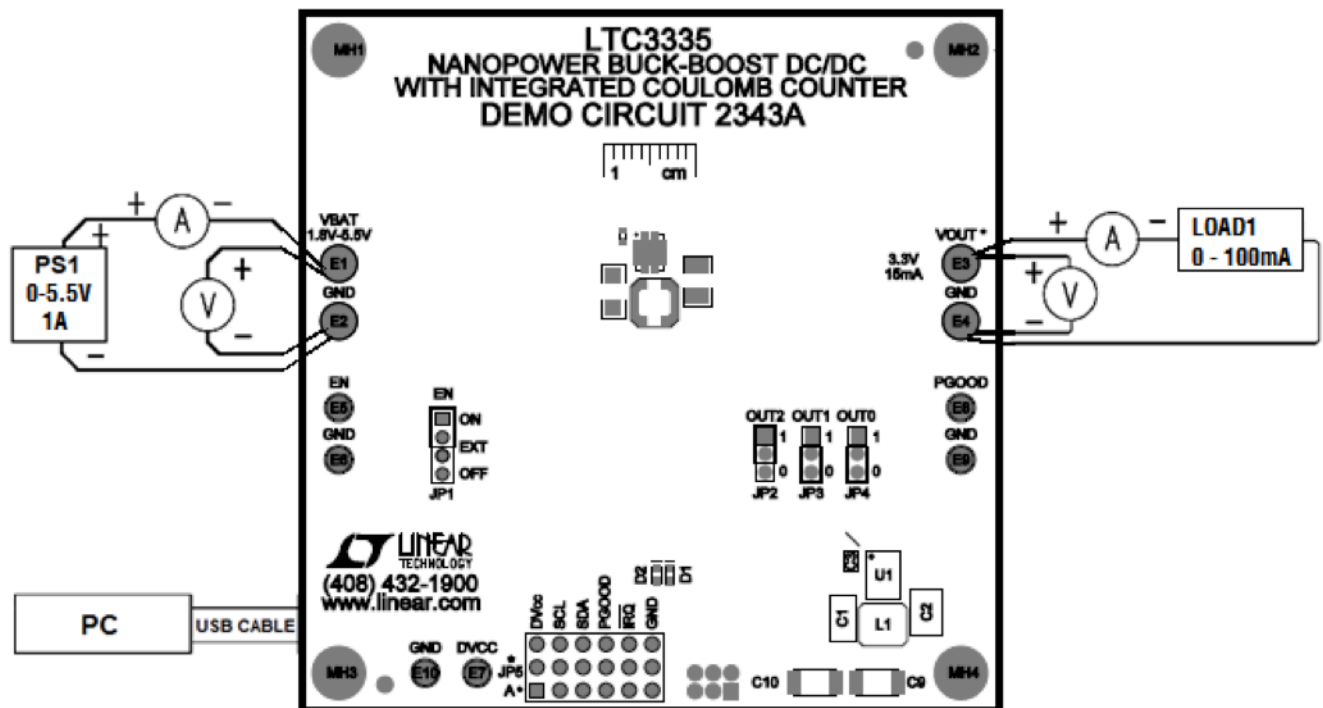 MH1
LTC3335
NANOPOWER BUCK-BOOST DC/DC
WITH INTEGRATED COULOMB COUNTER
DEMO CIRCUIT 2343A
MH2
1 cm
+ A -
+
PS1
0-5.5V
1A
-
+
V
-
VBAT
1.8V-5.5V
E1
GND
E2
EN
E5
GND
E6
EN
ON
EXT
OFF
JP1
VOUT *
E3
3.3V
15mA
GND
E4
+ A -
LOAD1
0 - 100mA
+
V
-
PGOOD
E8
GND
E9
OUT2 OUT1 OUT0
1 1 1
0 0 0
JP2 JP3 JP4
LINEAR
TECHNOLOGY
(408) 432-1900
www.linear.com
PC
USB CABLE
MH3
GND
E10
DVCC
E7
D2 D1
DVcc
SCL
SDA
PGOOD
IRQ
GND
*
JP5
A*
C3
U1
C1
L1
C2
C10
C9
MH4